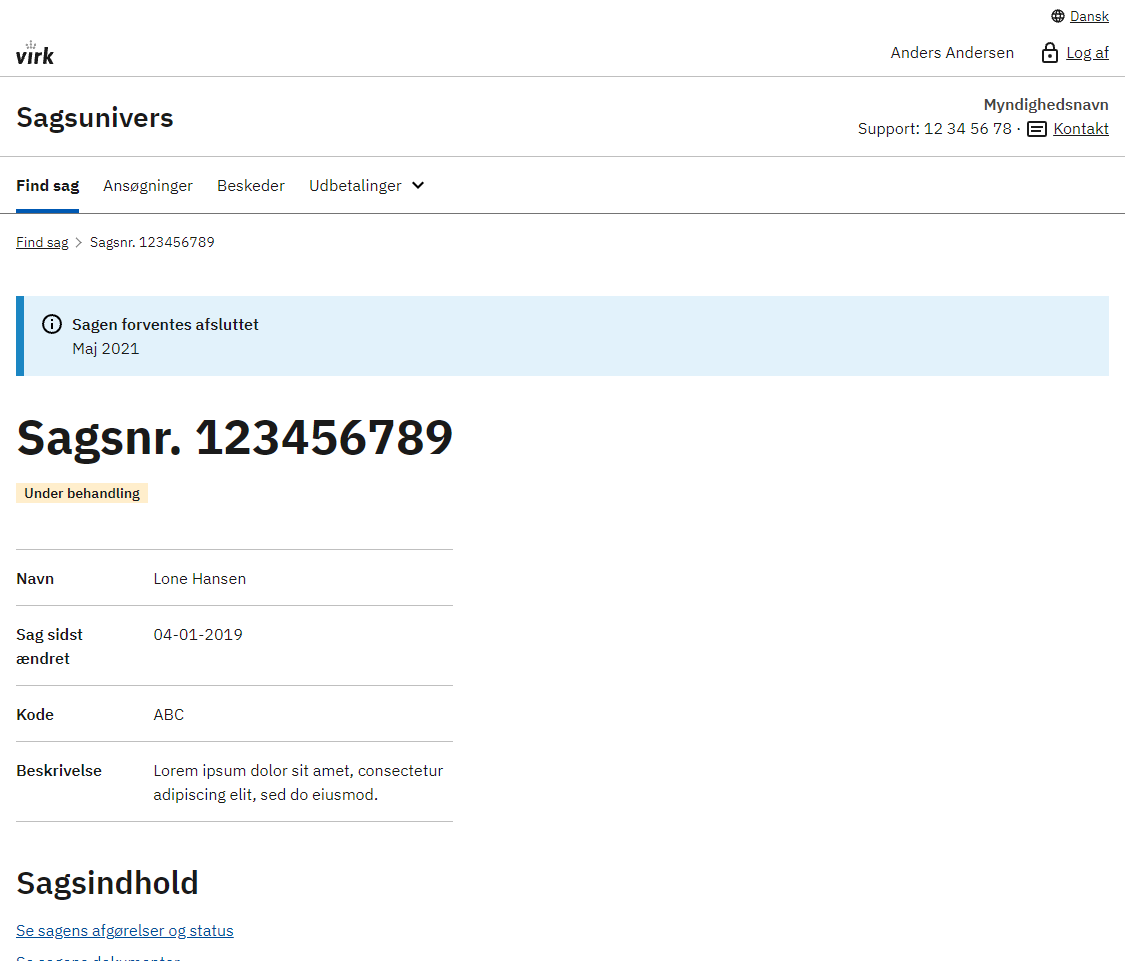 Dansk
virk
Anders Andersen
Log af
Sagsunivers
Myndighedsnavn
Support: 12 34 56 78 · Kontakt
Find sag
Ansøgninger
Beskeder
Udbetalinger
Find sag
Sagsnr. 123456789
Sagen forventes afsluttet
Maj 2021
Sagsnr. 123456789
Under behandling
Navn
Lone Hansen
Sag sidst
ændret
04-01-2019
Kode
ABC
Beskrivelse
Lorem ipsum dolor sit amet, consectetur
adipiscing elit, sed do eiusmod.
Sagsindhold
Se sagens afgørelser og status
Se sagens dokumenter